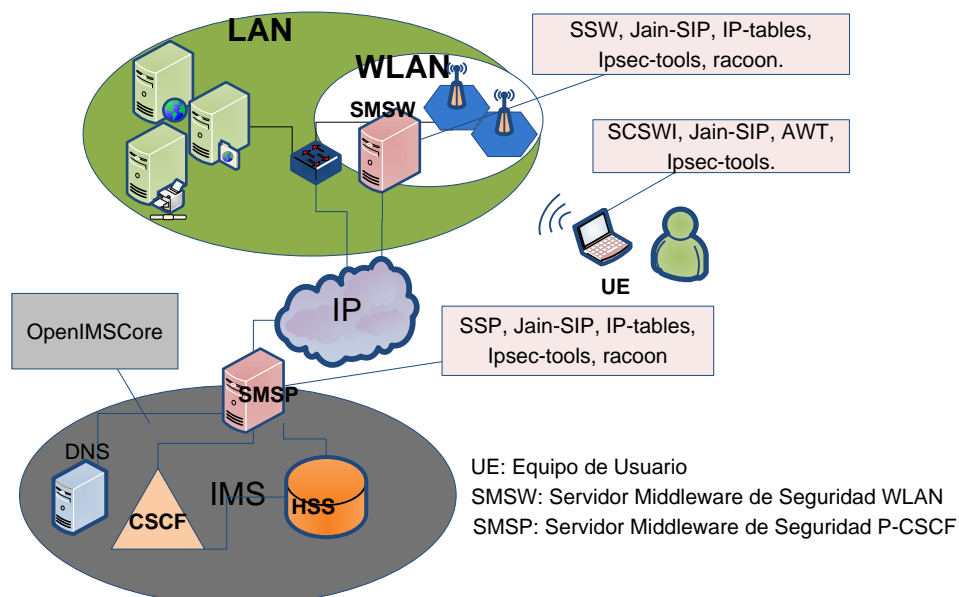 LAN
SSW, Jain-SIP, IP-tables,
Ipsec-tools, racoon.
WLAN
SMSW
SCSWI, Jain-SIP, AWT,
Ipsec-tools.
UE
IP
OpenIMSCore
SSP, Jain-SIP, IP-tables,
Ipsec-tools, racoon
SMSP
DNS
IMS
CSCF
HSS
UE: Equipo de Usuario
SMSW: Servidor Middleware de Seguridad WLAN
SMSP: Servidor Middleware de Seguridad P-CSCF